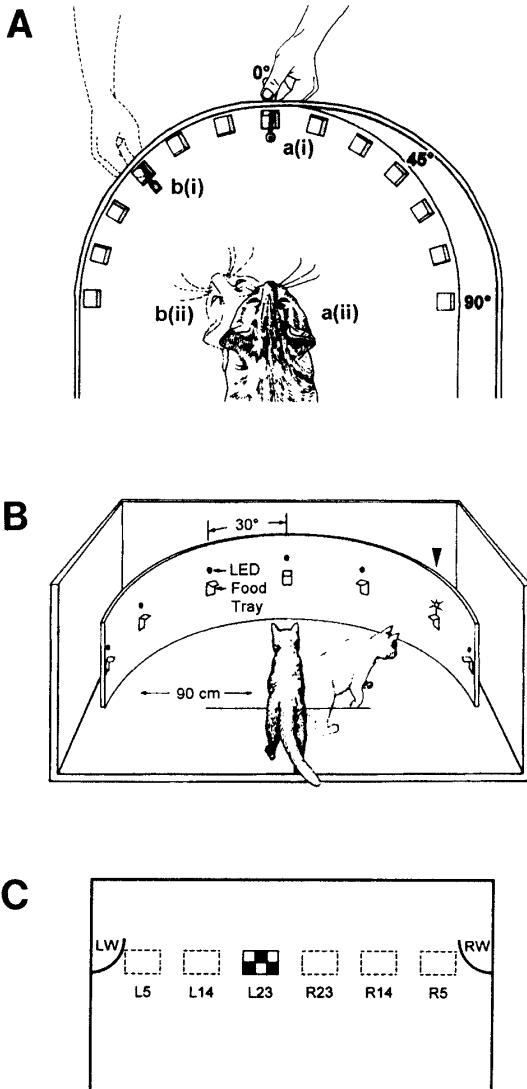 A
0°
a(i)
45°
b(i)
b(ii)
a(ii)
90°
B
30°
LED
Food
Tray
90 cm
C
LW
RW
L5 L14 L23 R23 R14 R5